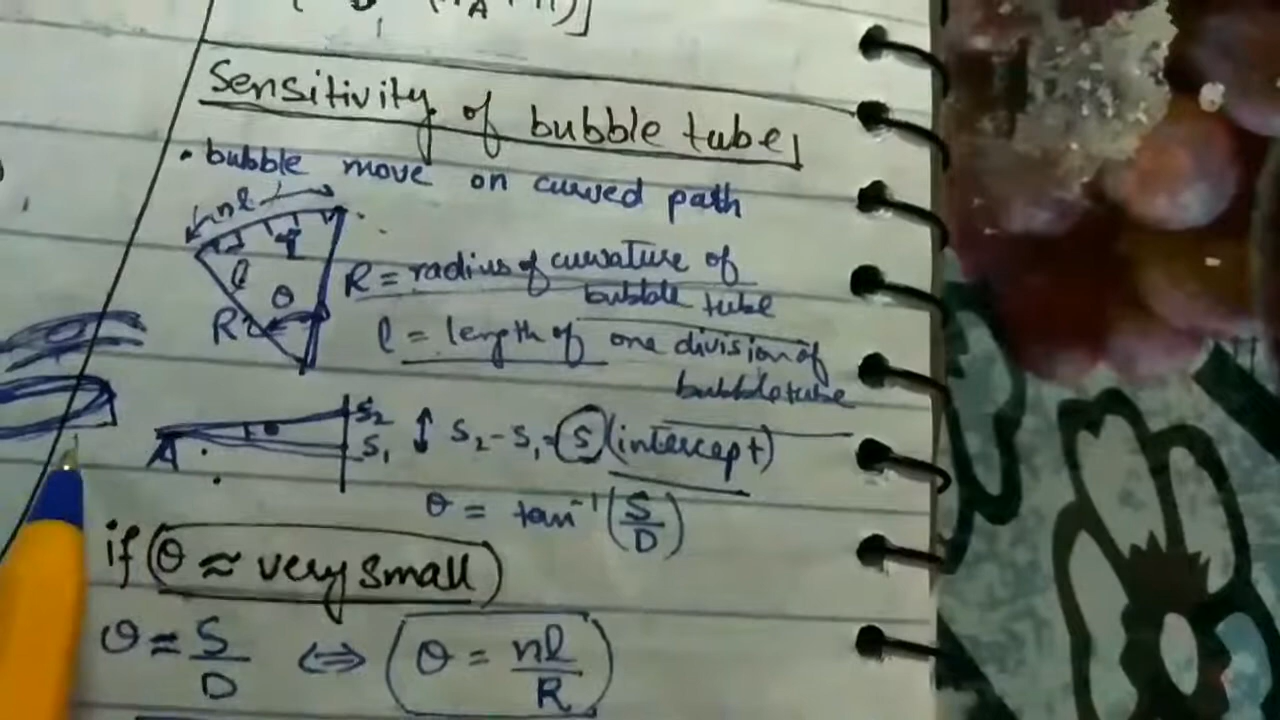 Sensitivity of bubble tube
• bubble move on curved path
nl
l
θ
R
R = radius of curvature of
bubble tube
l = length of one division of
bubble tube
A
θ
S2
S1
S2 - S1 = S (intercept)
θ = tan⁻¹ (S/D)
if θ ≈ very small
θ = S/D ⇔ θ = nl/R